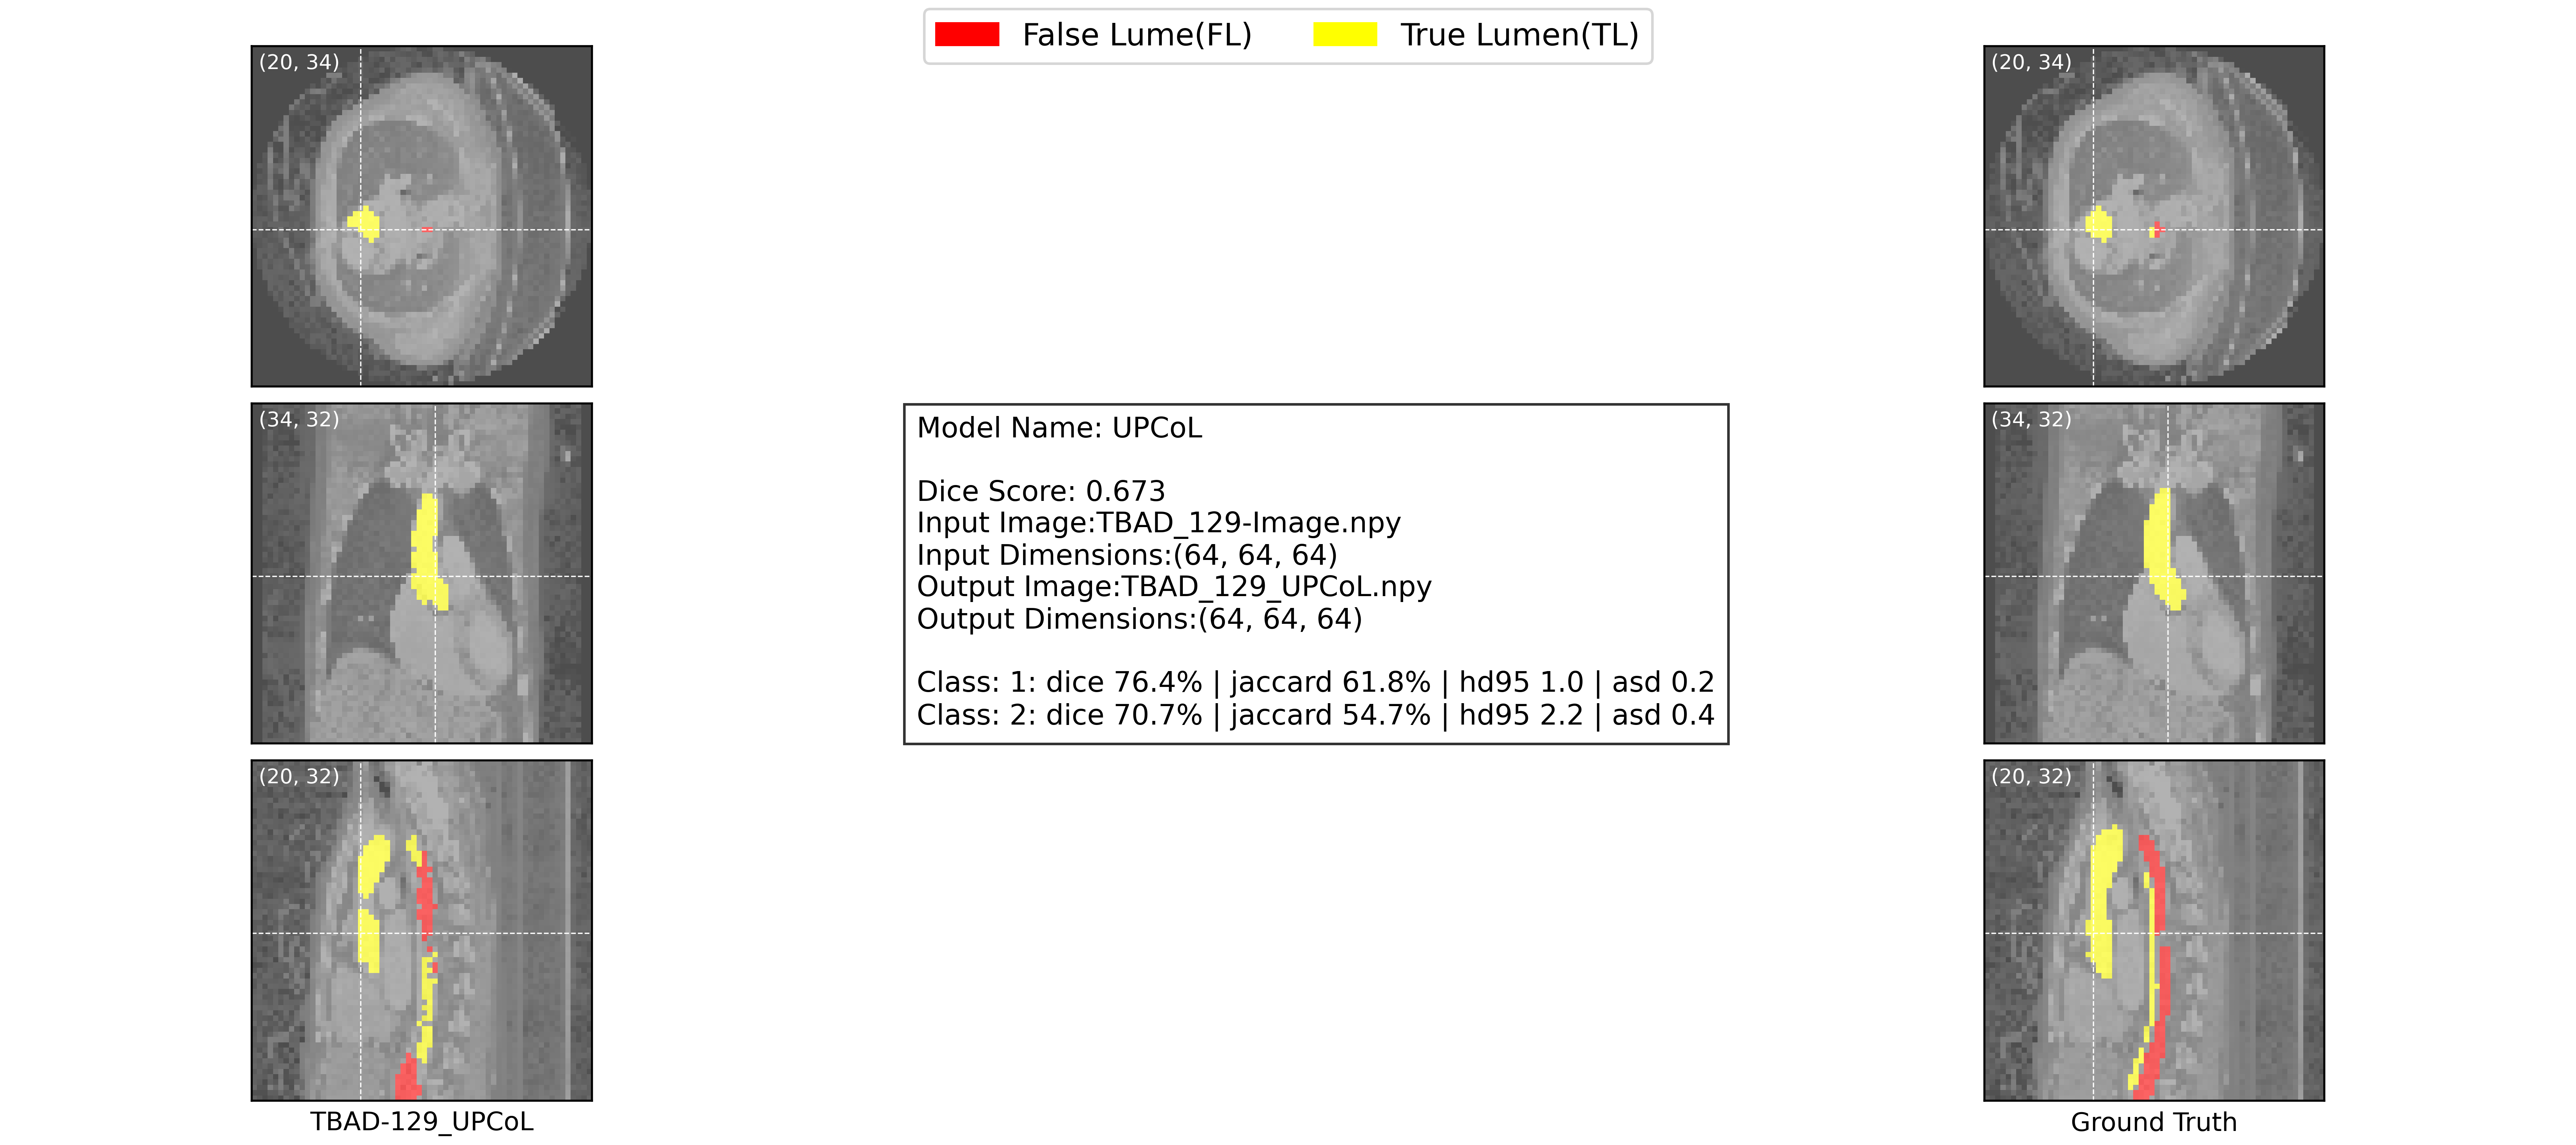 False Lume(FL)
True Lumen(TL)
(20, 34)
(20, 34)
(34, 32)
(34, 32)
Model Name: UPCoL
Dice Score: 0.673
Input Image:TBAD_129-Image.npy
Input Dimensions:(64, 64, 64)
Output Image:TBAD_129_UPCoL.npy
Output Dimensions:(64, 64, 64)
Class: 1: dice 76.4% | jaccard 61.8% | hd95 1.0 | asd 0.2
Class: 2: dice 70.7% | jaccard 54.7% | hd95 2.2 | asd 0.4
(20, 32)
(20, 32)
TBAD-129_UPCoL
Ground Truth